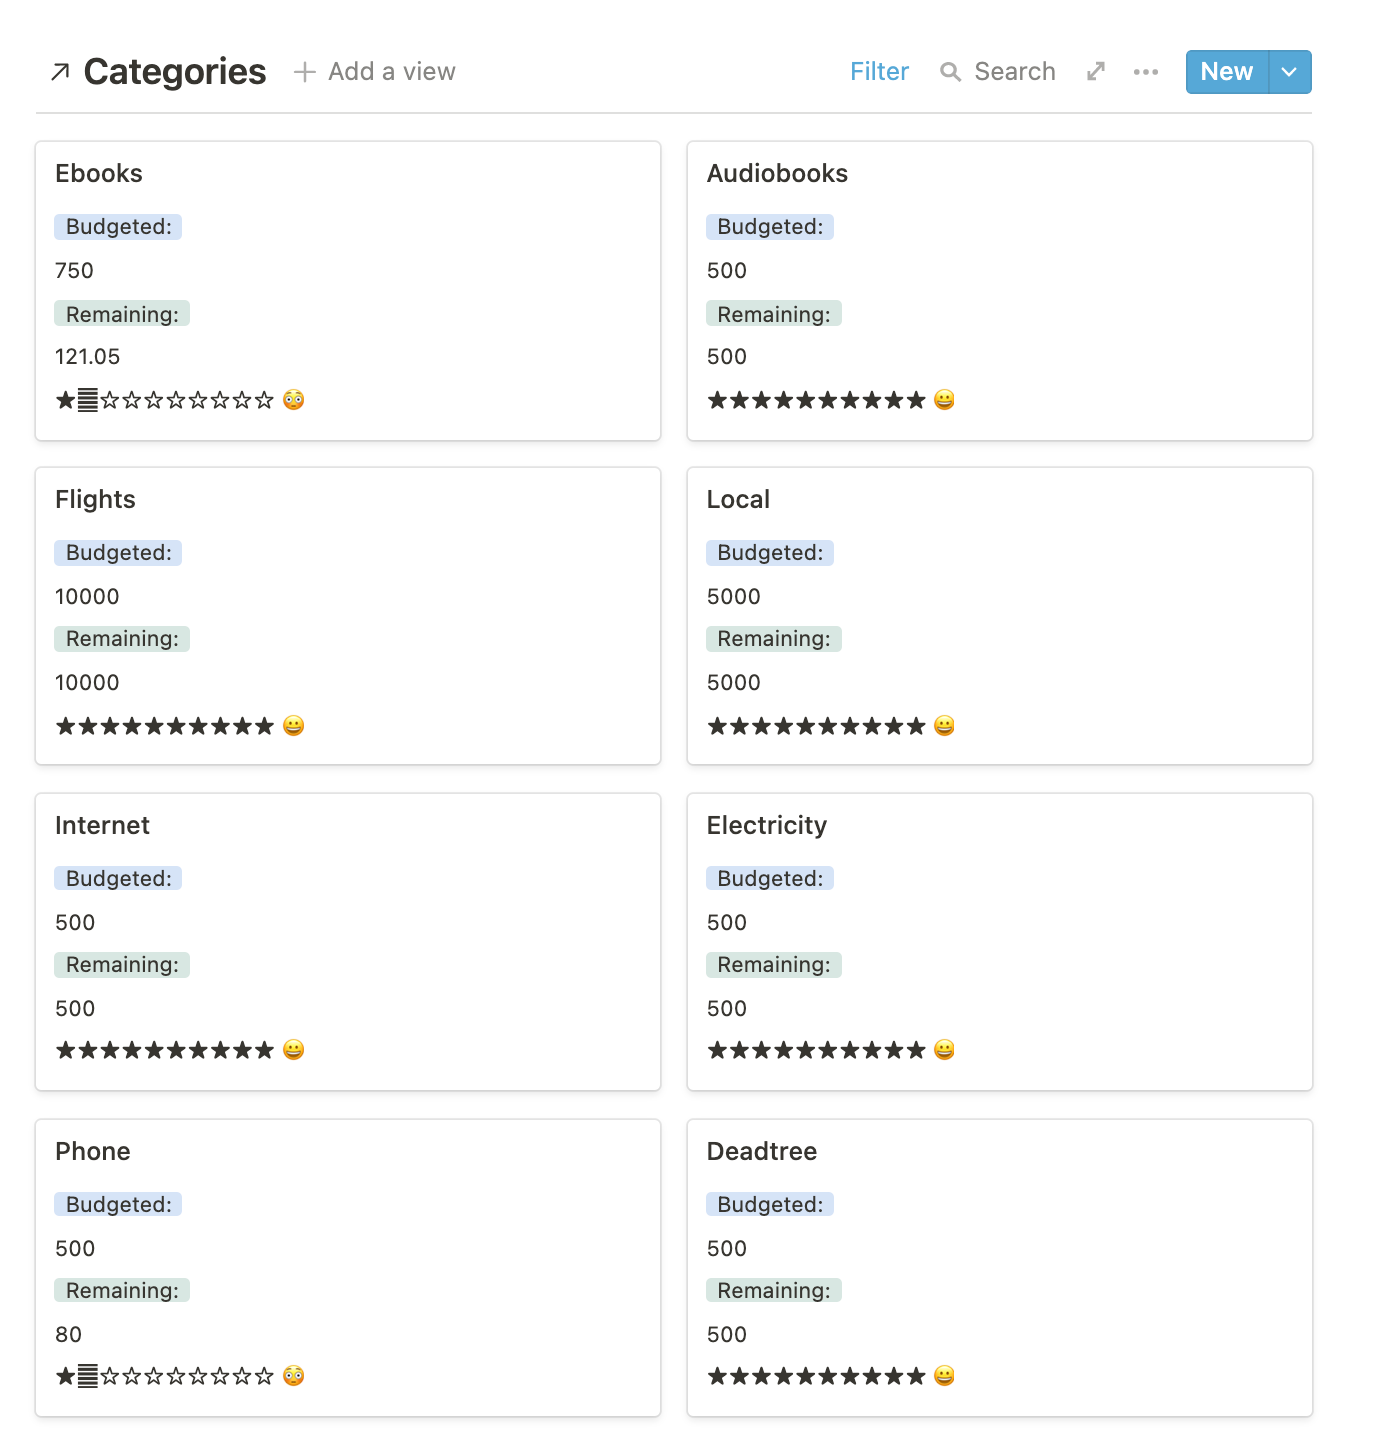 ↗ Categories + Add a view Filter Search ••• New
Ebooks
Budgeted:
750
Remaining:
121.05
★▤☆☆☆☆☆☆☆☆ 😳
Audiobooks
Budgeted:
500
Remaining:
500
★★★★★★★★★★ 😀
Flights
Budgeted:
10000
Remaining:
10000
★★★★★★★★★★ 😀
Local
Budgeted:
5000
Remaining:
5000
★★★★★★★★★★ 😀
Internet
Budgeted:
500
Remaining:
500
★★★★★★★★★★ 😀
Electricity
Budgeted:
500
Remaining:
500
★★★★★★★★★★ 😀
Phone
Budgeted:
500
Remaining:
80
★▤☆☆☆☆☆☆☆☆ 😳
Deadtree
Budgeted:
500
Remaining:
500
★★★★★★★★★★ 😀